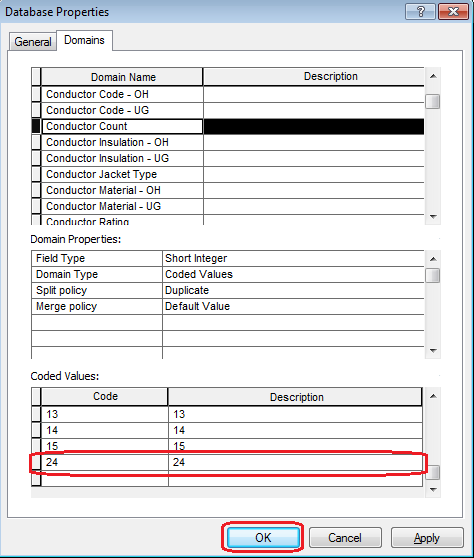 Database Properties
General Domains
Domain Name Description
Conductor Code - OH
Conductor Code - UG
Conductor Count
Conductor Insulation - OH
Conductor Insulation - UG
Conductor Jacket Type
Conductor Material - OH
Conductor Material - UG
Conductor Rating
Domain Properties:
Field Type Short Integer
Domain Type Coded Values
Split policy Duplicate
Merge policy Default Value
Coded Values:
Code Description
13 13
14 14
15 15
24 24
OK Cancel Apply